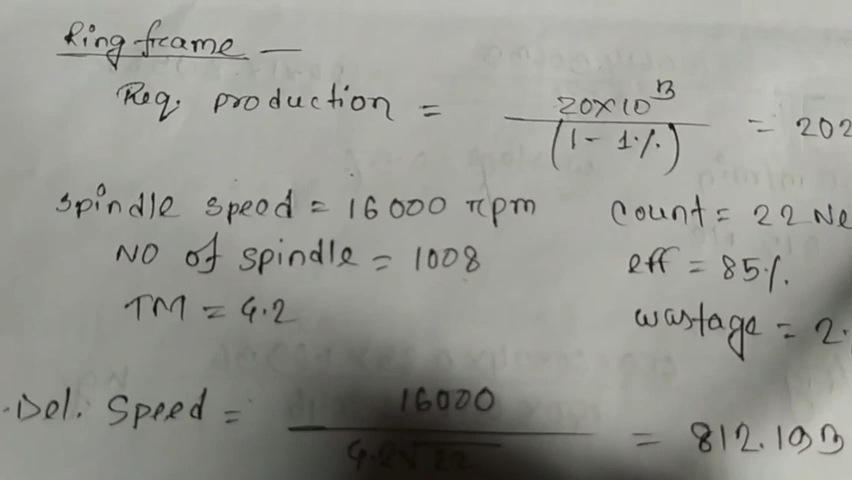 Ring frame —
Req. production = 20×10³ / (1 - 1%) = 202
Spindle speed = 16000 rpm count = 22 Ne
NO of spindle = 1008 eff = 85%
TM = 4.2 wastage = 2.
Del. Speed = 16000 / 4.2√22 = 812.193